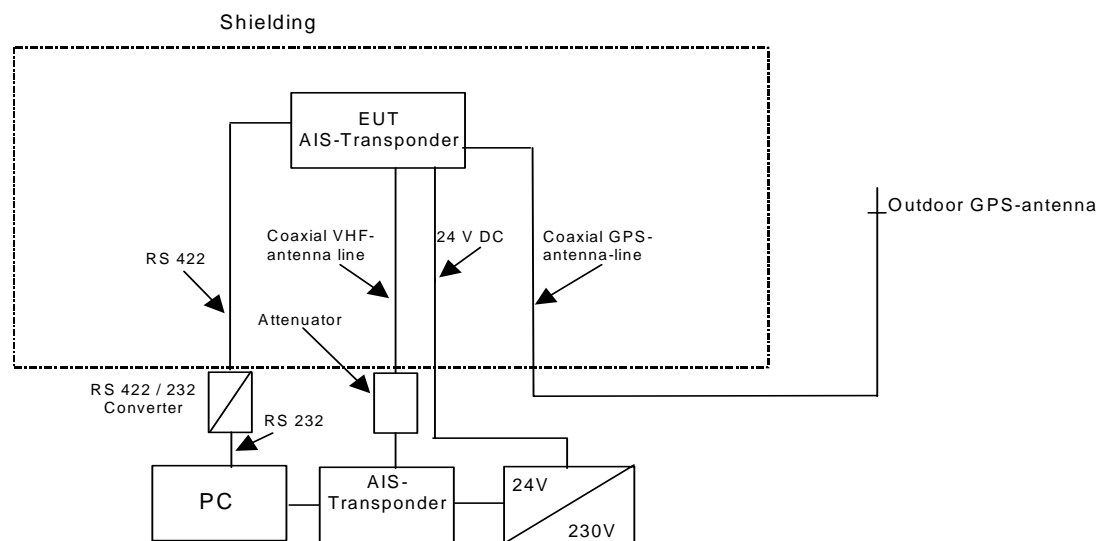 Shielding
EUT
AIS-Transponder
Outdoor GPS-antenna
RS 422
Coaxial VHF-
antenna line
24 V DC
Coaxial GPS-
antenna-line
Attenuator
RS 422 / 232
Converter
RS 232
PC
AIS-
Transponder
24V
230V